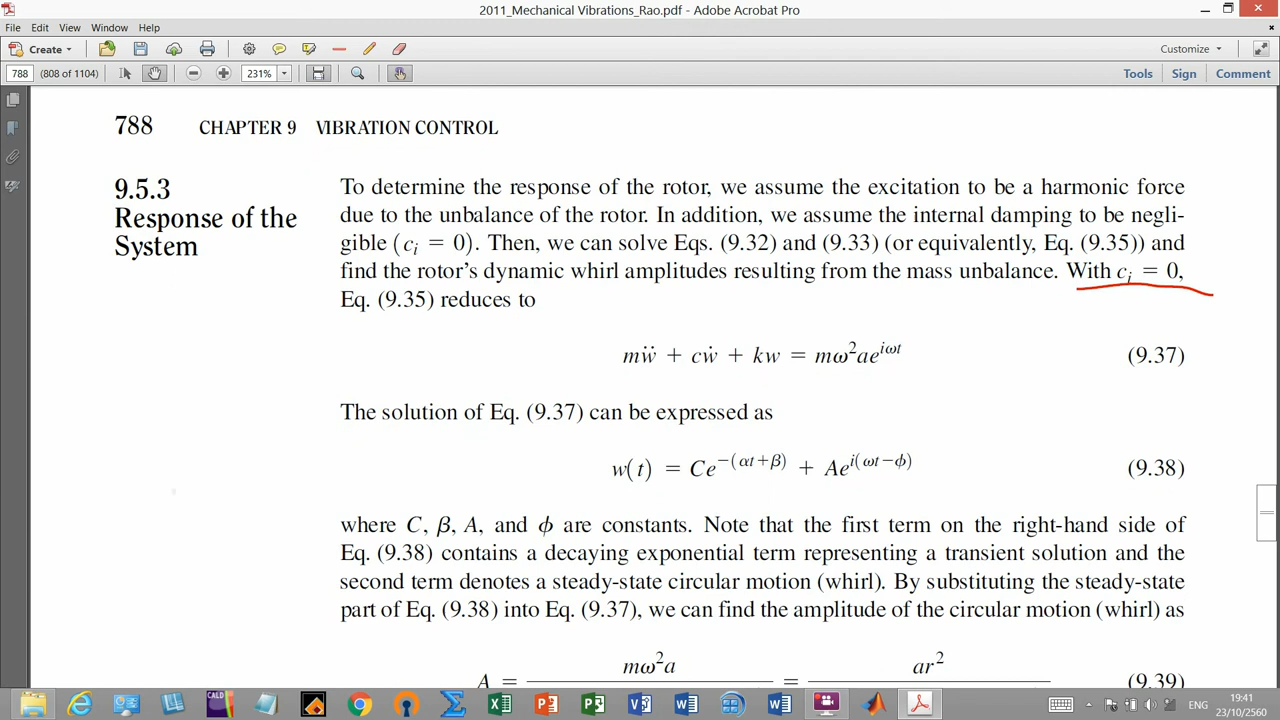 2011_Mechanical Vibrations_Rao.pdf - Adobe Acrobat Pro
File Edit View Window Help
Create Customize
788 (808 of 1104) 231% Tools Sign Comment
788 CHAPTER 9 VIBRATION CONTROL
9.5.3
Response of the
System
To determine the response of the rotor, we assume the excitation to be a harmonic force
due to the unbalance of the rotor. In addition, we assume the internal damping to be negli-
gible (cᵢ = 0). Then, we can solve Eqs. (9.32) and (9.33) (or equivalently, Eq. (9.35)) and
find the rotor's dynamic whirl amplitudes resulting from the mass unbalance. With cᵢ = 0,
Eq. (9.35) reduces to
mẅ + cẇ + kw = mω²ae^{iωt} (9.37)
The solution of Eq. (9.37) can be expressed as
w(t) = Ce^{-(αt+β)} + Ae^{i(ωt-ϕ)} (9.38)
where C, β, A, and ϕ are constants. Note that the first term on the right-hand side of
Eq. (9.38) contains a decaying exponential term representing a transient solution and the
second term denotes a steady-state circular motion (whirl). By substituting the steady-state
part of Eq. (9.38) into Eq. (9.37), we can find the amplitude of the circular motion (whirl) as
A = mω²a = ar² (9.39)
CALD
ENG
19:41
23/10/2560